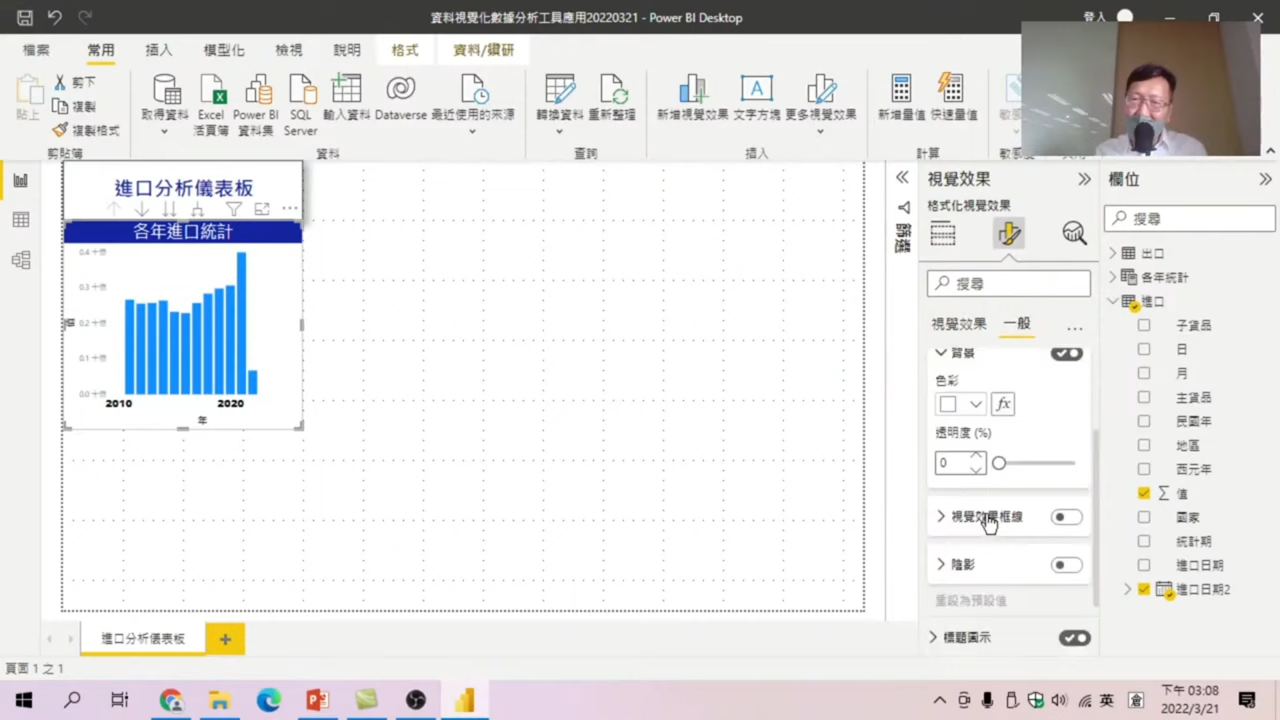 資料視覺化數據分析工具應用20220321 - Power BI Desktop
登入
檔案 常用 插入 模型化 檢視 說明 格式 資料/鑽研
貼上
剪下
複製
複製格式
剪貼簿
取得資料
Excel 活頁簿
Power BI 資料集
SQL Server
輸入資料
Dataverse
最近使用的來源
資料
轉換資料
重新整理
查詢
新增視覺效果
文字方塊
更多視覺效果
插入
新增量值
快速量值
計算
進口分析儀表板
各年進口統計
0.4 十億
0.3 十億
0.2 十億
0.1 十億
0.0 十億
2010 2020
年
篩選
視覺效果
格式化視覺效果
搜尋
視覺效果 一般
背景
色彩
透明度 (%)
0
視覺效果框線
陰影
重設為預設值
標題圖示
欄位
搜尋
出口
各年統計
進口
子貨品
日
月
主貨品
民國年
地區
西元年
值
國家
統計期
進口日期
進口日期2
進口分析儀表板
頁面 1 之 1
英
倉
下午 03:08
2022/3/21